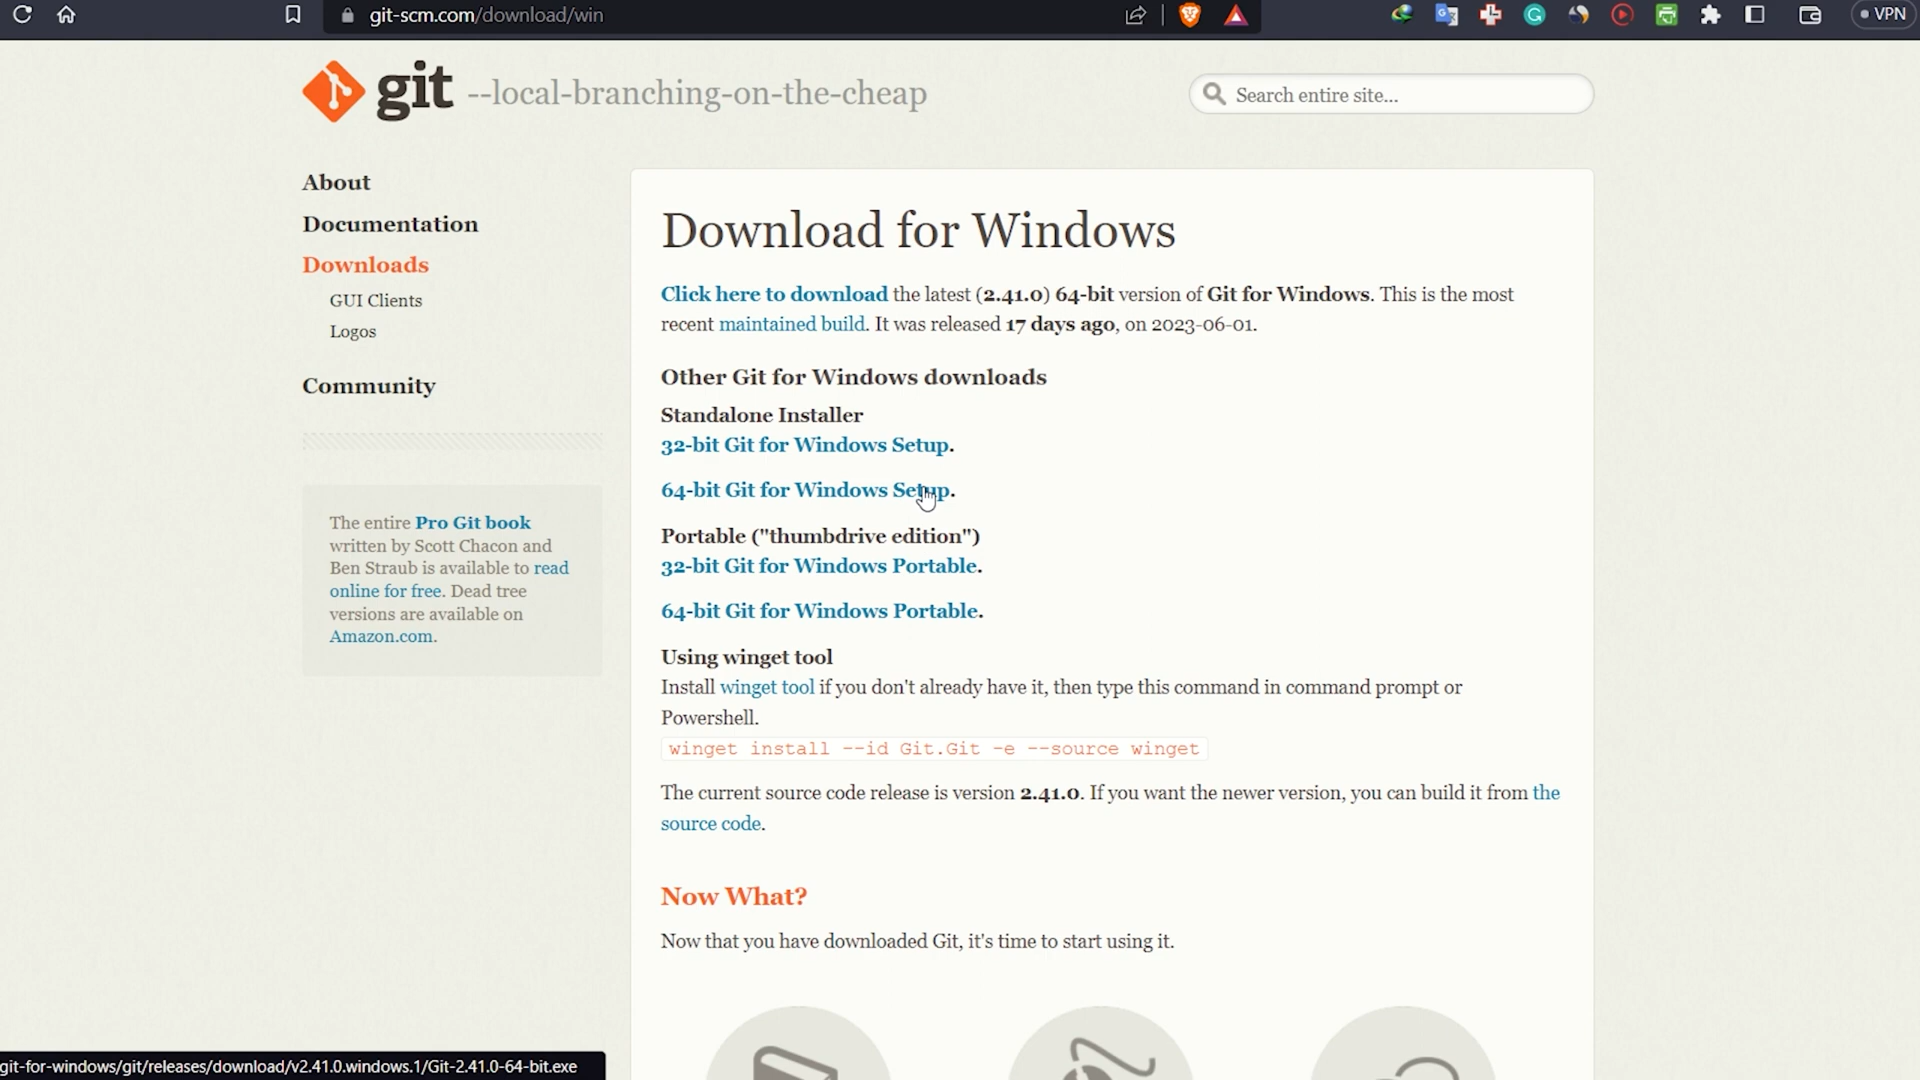 git-scm.com/download/win
VPN
git --local-branching-on-the-cheap
Search entire site...
About
Documentation
Downloads
GUI Clients
Logos
Community
The entire Pro Git book
written by Scott Chacon and
Ben Straub is available to read
online for free. Dead tree
versions are available on
Amazon.com.
Download for Windows
Click here to download the latest (2.41.0) 64-bit version of Git for Windows. This is the most
recent maintained build. It was released 17 days ago, on 2023-06-01.
Other Git for Windows downloads
Standalone Installer
32-bit Git for Windows Setup.
64-bit Git for Windows Setup.
Portable ("thumbdrive edition")
32-bit Git for Windows Portable.
64-bit Git for Windows Portable.
Using winget tool
Install winget tool if you don't already have it, then type this command in command prompt or
Powershell.
winget install --id Git.Git -e --source winget
The current source code release is version 2.41.0. If you want the newer version, you can build it from the
source code.
Now What?
Now that you have downloaded Git, it's time to start using it.
git-for-windows/git/releases/download/v2.41.0.windows.1/Git-2.41.0-64-bit.exe